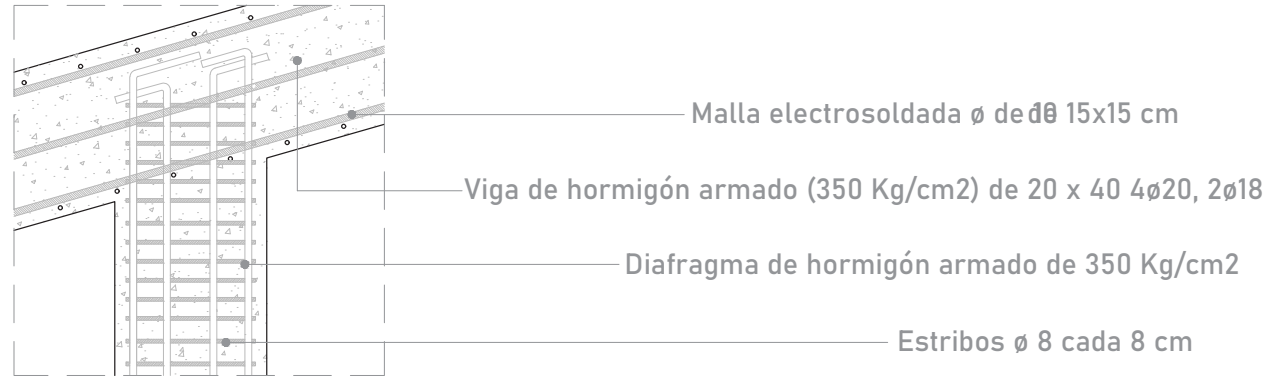 Malla electrosoldada ø de 15x15 cm
Viga de hormigón armado (350 Kg/cm2) de 20 x 40 4ø20, 2ø18
Diafragma de hormigón armado de 350 Kg/cm2
Estribos ø 8 cada 8 cm